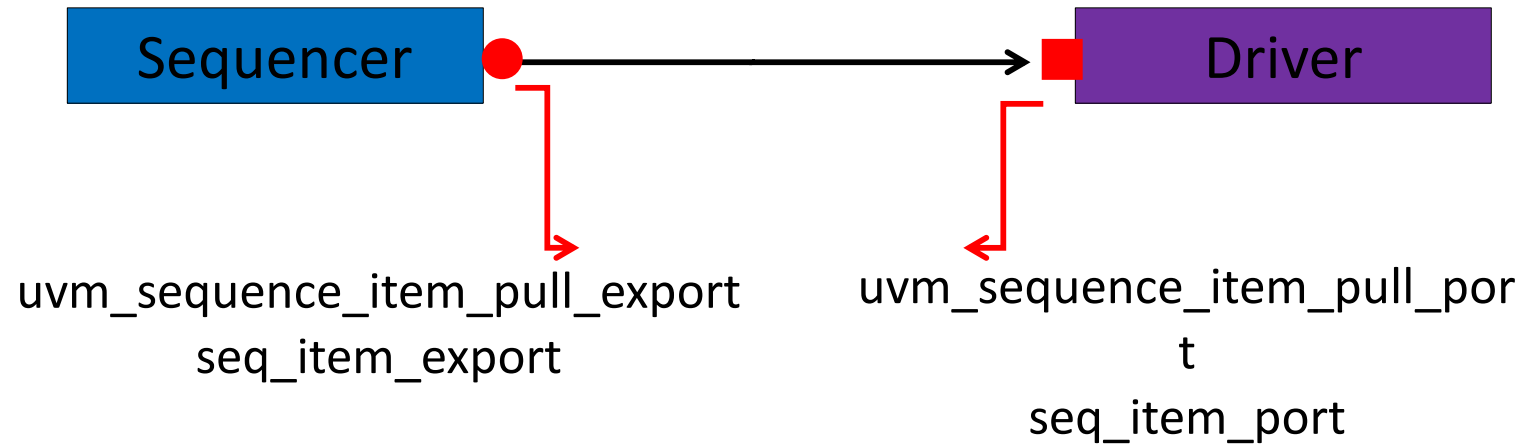 Sequencer
Driver
uvm_sequence_item_pull_export
seq_item_export
uvm_sequence_item_pull_por
t
seq_item_port